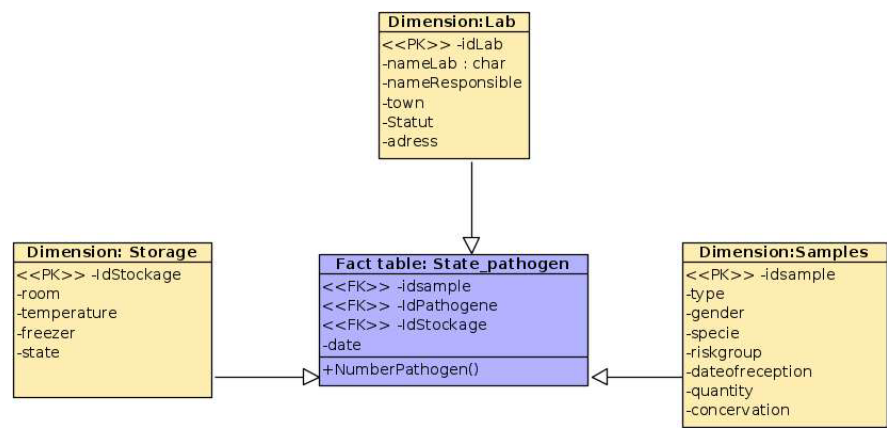 Dimension:Lab
<<PK>> -idLab
-nameLab : char
-nameResponsible
-town
-Statut
-adress
Dimension: Storage
<<PK>> -IdStockage
-room
-temperature
-freezer
-state
Fact table: State_pathogen
<<FK>> -idsample
<<FK>> -IdPathogene
<<FK>> -IdStockage
-date
+NumberPathogen()
Dimension:Samples
<<PK>> -idsample
-type
-gender
-specie
-riskgroup
-dateofreception
-quantity
-concervation